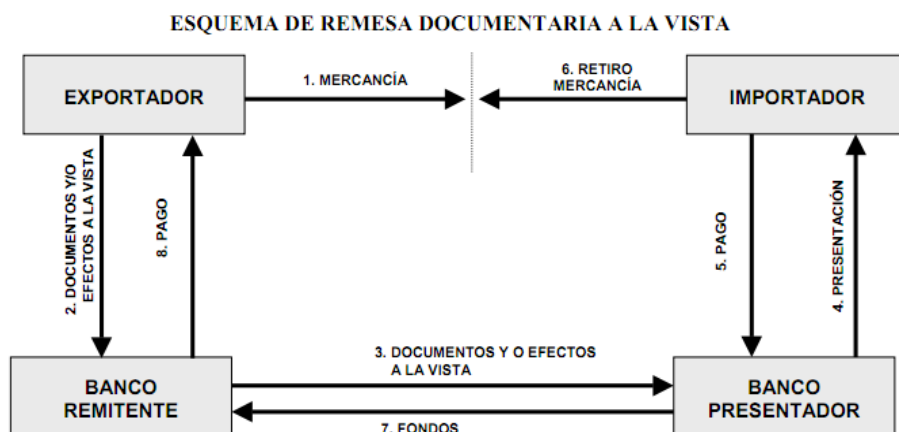 ESQUEMA DE REMESA DOCUMENTARIA A LA VISTA
EXPORTADOR
1. MERCANCÍA
6. RETIRO
MERCANCÍA
IMPORTADOR
2. DOCUMENTOS Y/O
EFECTOS A LA VISTA
8. PAGO
5. PAGO
4. PRESENTACIÓN
3. DOCUMENTOS Y O EFECTOS
A LA VISTA
BANCO
REMITENTE
BANCO
PRESENTADOR
7. FONDOS